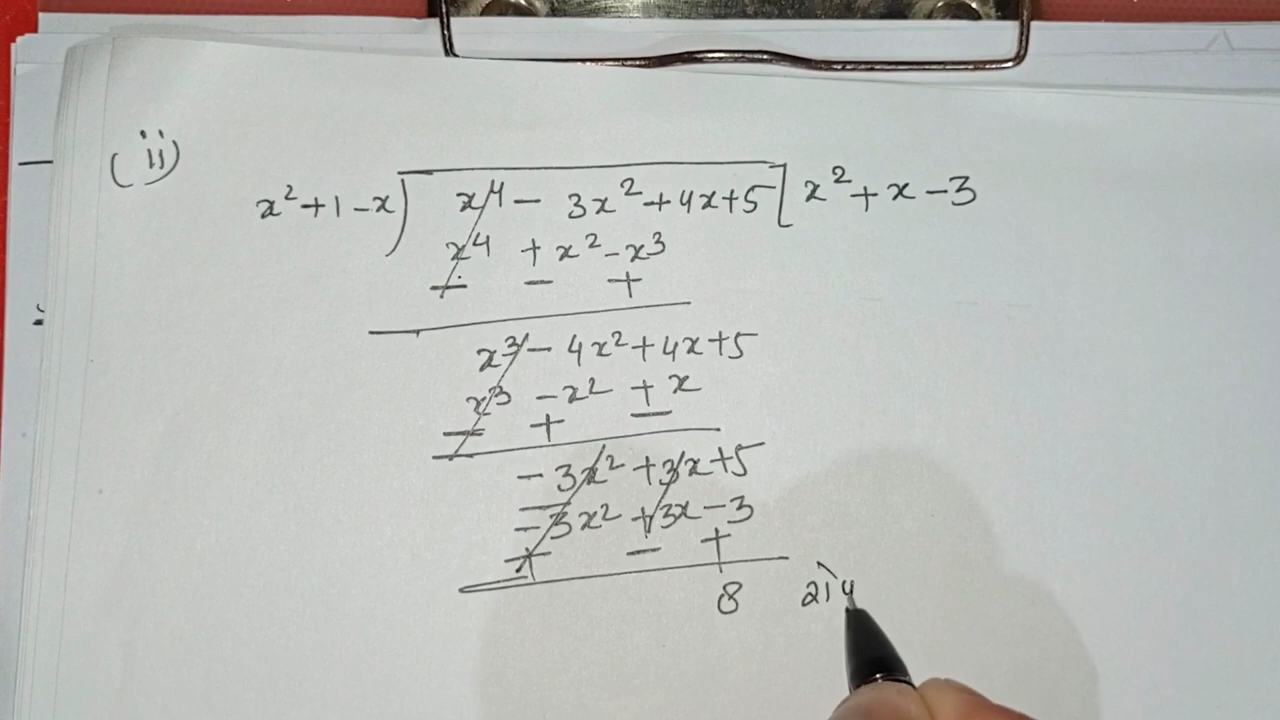 (ii)
x²+1-x) x⁴ - 3x²+4x+5 [x²+x-3
x⁴ +x²-x³
- - +
x³ - 4x²+4x+5
x³ -x² +x
- + -
-3x² +3x+5
-3x² +3x-3
+ - +
8